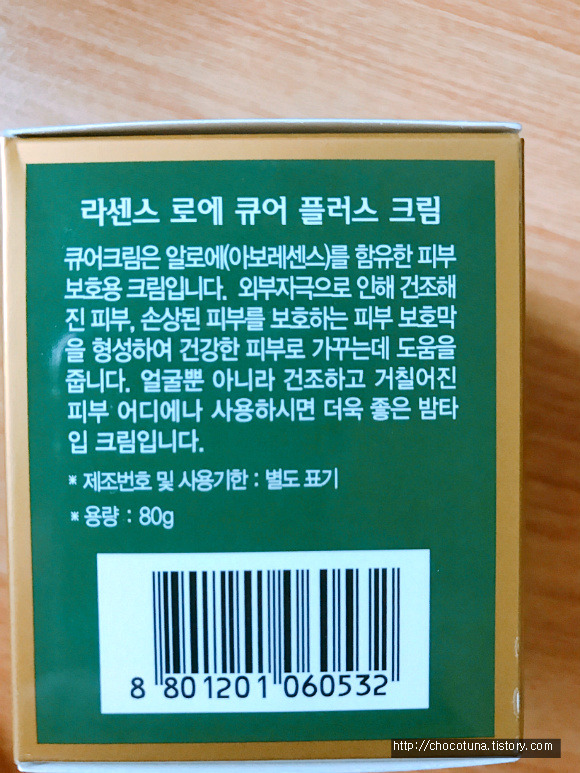 라센스 로에 큐어 플러스 크림
큐어크림은 알로에(아보레센스)를 함유한 피부
보호용 크림입니다. 외부자극으로 인해 건조해
진 피부, 손상된 피부를 보호하는 피부 보호막
을 형성하여 건강한 피부로 가꾸는데 도움을
줍니다. 얼굴뿐 아니라 건조하고 거칠어진
피부 어디에나 사용하시면 더욱 좋은 밤타
입 크림입니다.
※ 제조번호 및 사용기한 : 별도 표기
※ 용량 : 80g
8 801201 060532
http://chocotuna.tistory.com